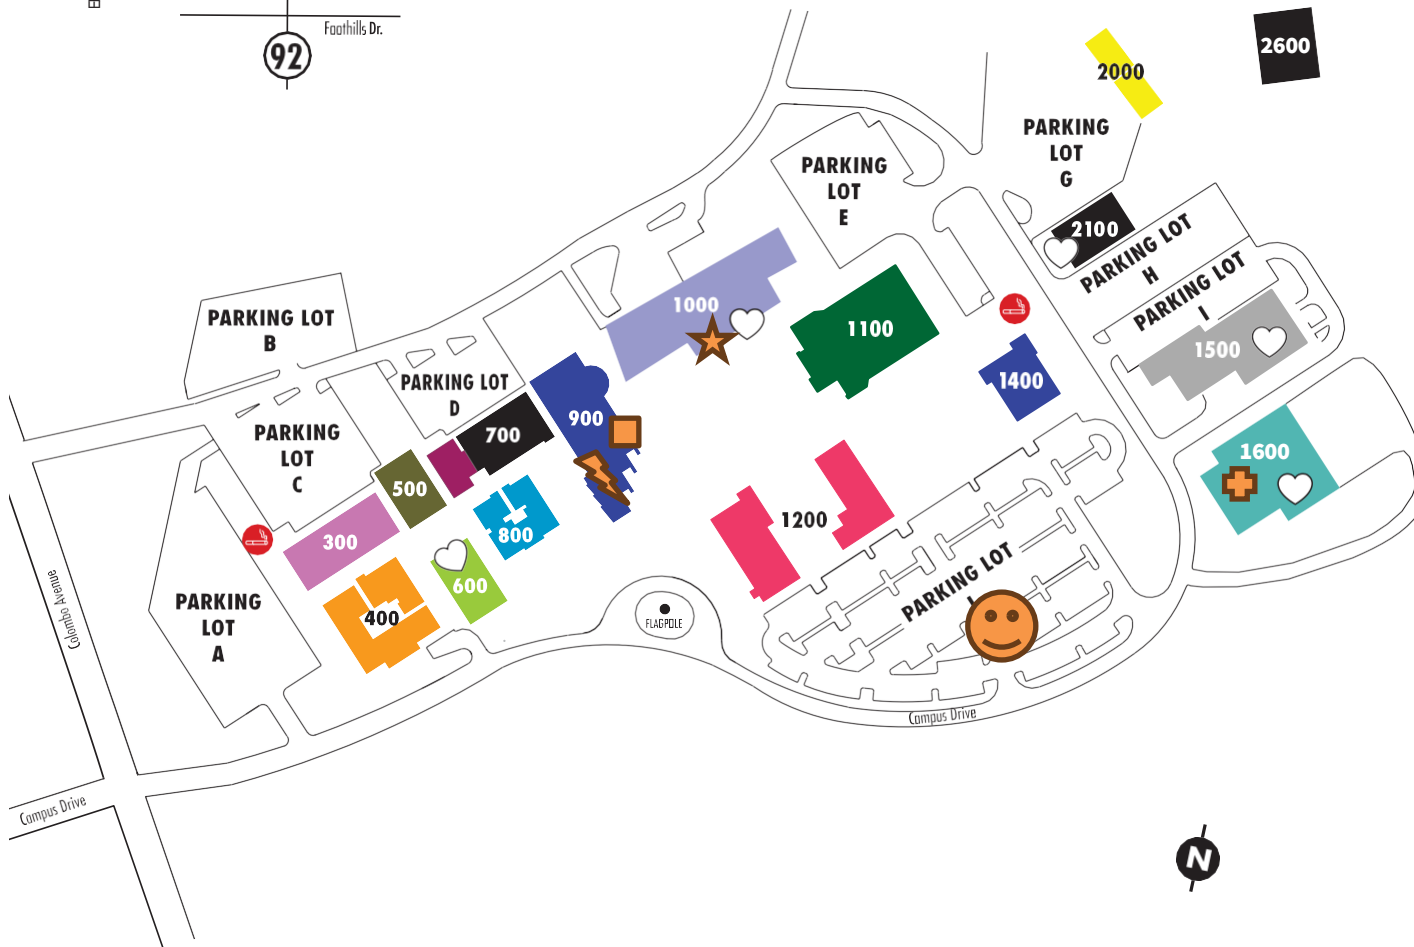 Foothills Dr.
92
2600
2000
PARKING
LOT
G
PARKING
LOT
E
2100
PARKING LOT
H
PARKING LOT
I
1000
PARKING LOT
B
1100
1500
1400
PARKING LOT
D
900
PARKING
LOT
C
700
1600
500
1200
300
800
600
PARKING LOT
PARKING
LOT
A
400
FLAGPOLE
Colombo Avenue
Campus Drive
Campus Drive
N